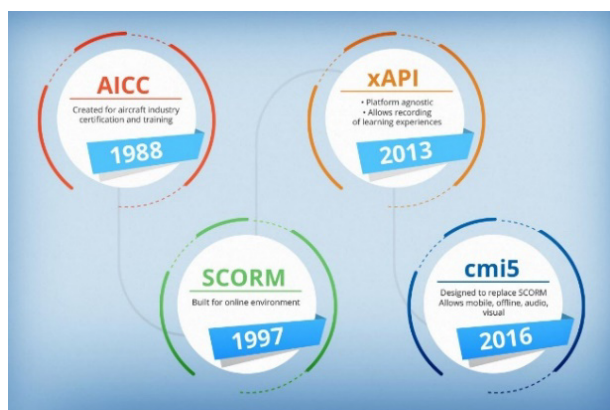 AICC
Created for aircraft industry
certification and training
1988
SCORM
Built for online environment
1997
xAPI
• Platform agnostic
• Allows recording
of learning experiences
2013
cmi5
Designed to replace SCORM
Allows mobile, offline, audio,
visual
2016